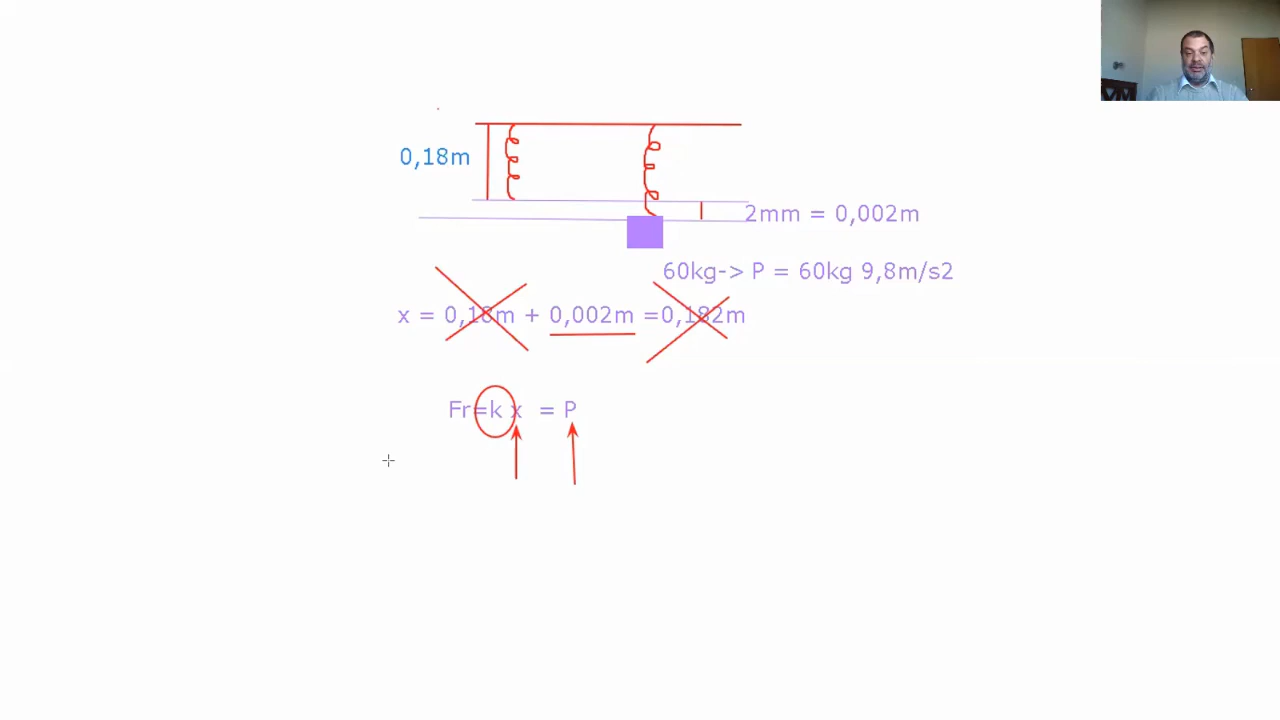 0,18m
2mm = 0,002m
60kg-> P = 60kg 9,8m/s2
x = 0,18m + 0,002m =0,182m
Fr=k x = P